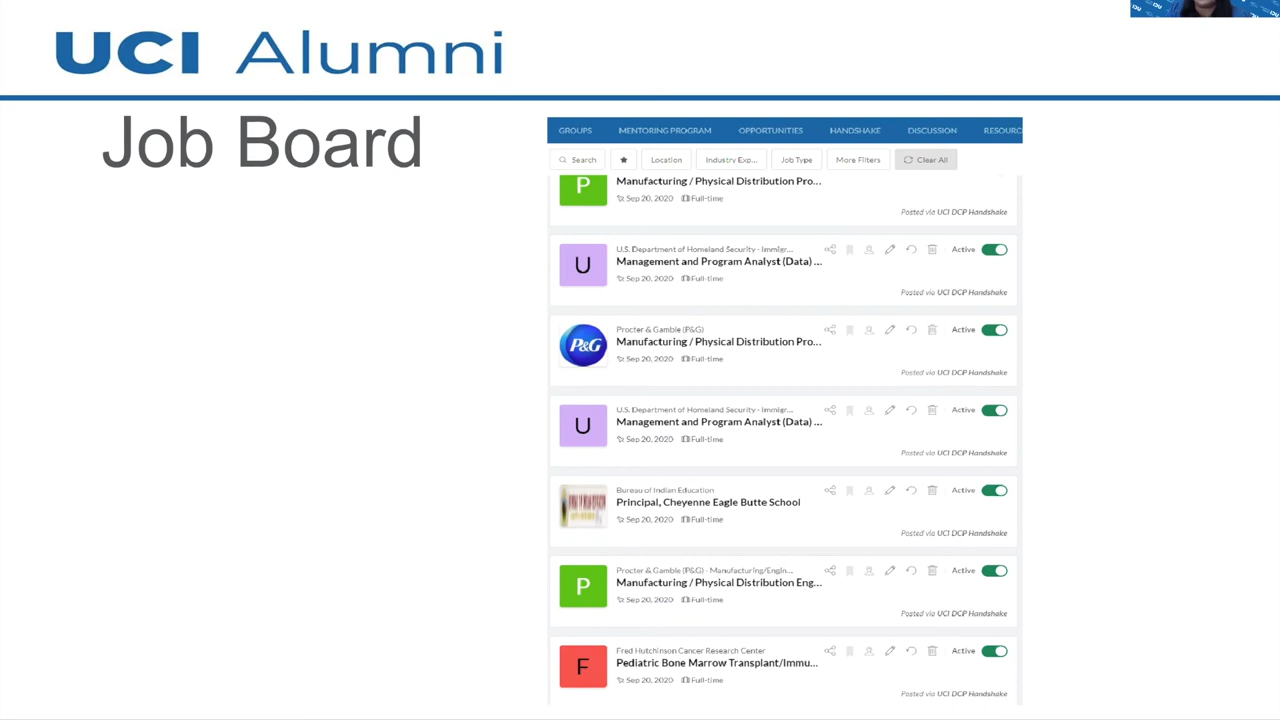 UCI Alumni
Job Board
GROUPS MENTORING PROGRAM OPPORTUNITIES HANDSHAKE DISCUSSION RESOURC
Search Location Industry Exp... Job Type More Filters Clear All
P
Manufacturing / Physical Distribution Pro...
Sep 20, 2020 Full-time
Posted via UCI DCP Handshake
U
U.S. Department of Homeland Security - Immigr...
Active
Management and Program Analyst (Data) ...
Sep 20, 2020 Full-time
Posted via UCI DCP Handshake
P&G
Procter & Gamble (P&G)
Active
Manufacturing / Physical Distribution Pro...
Sep 20, 2020 Full-time
Posted via UCI DCP Handshake
U
U.S. Department of Homeland Security - Immigr...
Active
Management and Program Analyst (Data) ...
Sep 20, 2020 Full-time
Posted via UCI DCP Handshake
Bureau of Indian Education
Active
Principal, Cheyenne Eagle Butte School
Sep 20, 2020 Full-time
Posted via UCI DCP Handshake
P
Procter & Gamble (P&G) - Manufacturing/Engin...
Active
Manufacturing / Physical Distribution Eng...
Sep 20, 2020 Full-time
Posted via UCI DCP Handshake
F
Fred Hutchinson Cancer Research Center
Active
Pediatric Bone Marrow Transplant/Immu...
Sep 20, 2020 Full-time
Posted via UCI DCP Handshake